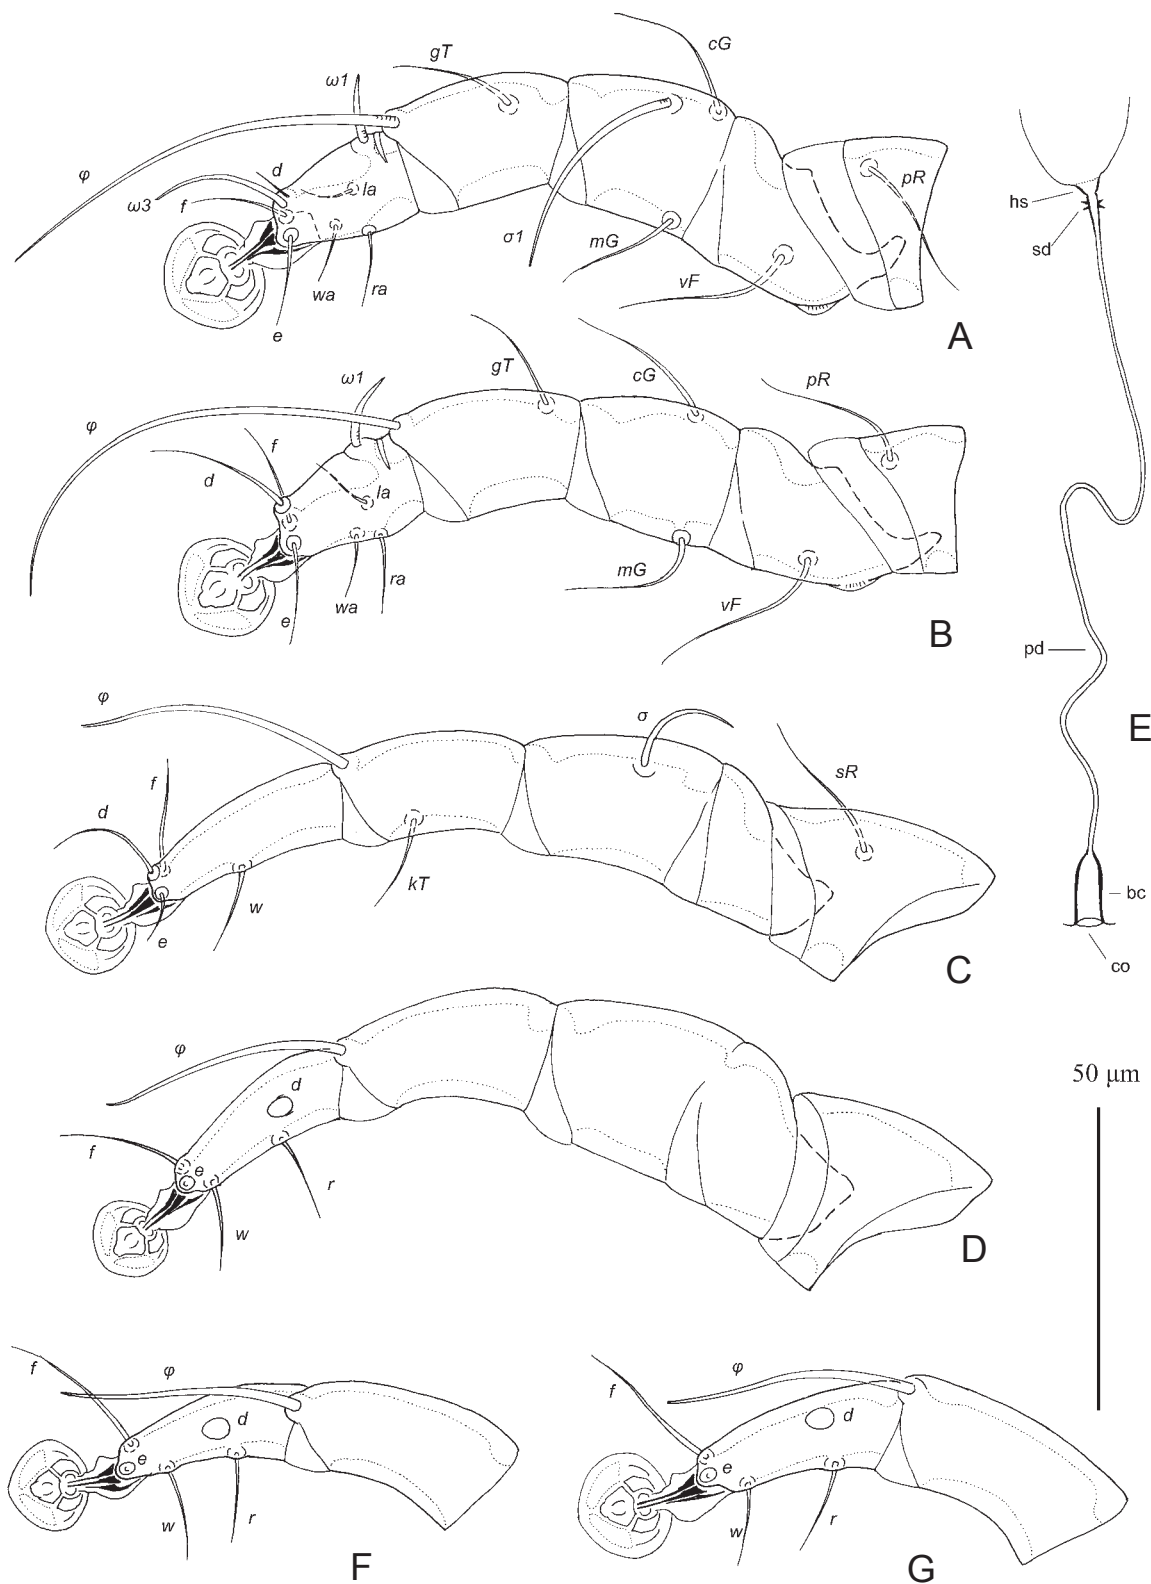 cG
gT
ω1
φ
d
la
ω3
f
pR
hs
sd
σ1
mG
vF
wa
ra
e
A
gT
cG
pR
ω1
φ
f
d
la
mG
wa
ra
e
vF
B
pd
φ
σ
sR
E
f
d
kT
w
e
bc
co
C
φ
d
50 μm
f
e
r
w
D
f
φ
d
e
w
r
F
φ
f
d
e
w
r
G